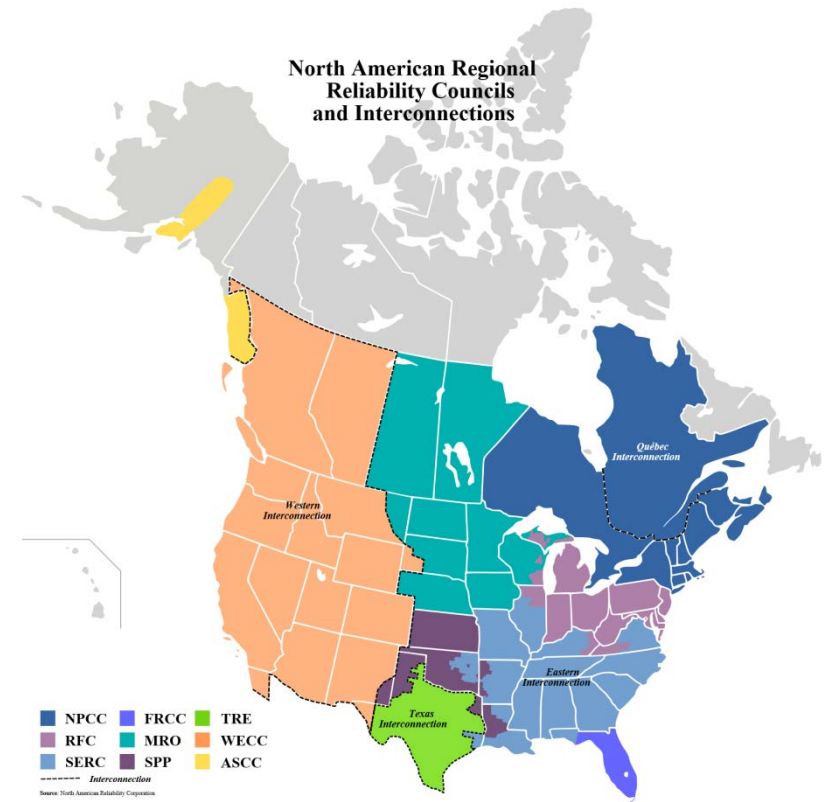 North American Regional
Reliability Councils
and Interconnections
Québec
Interconnection
Western
Interconnection
Eastern
Interconnection
Texas
Interconnection
NPCC FRCC TRE
RFC MRO WECC
SERC SPP ASCC
Interconnection
Source: North American Reliability Corporation